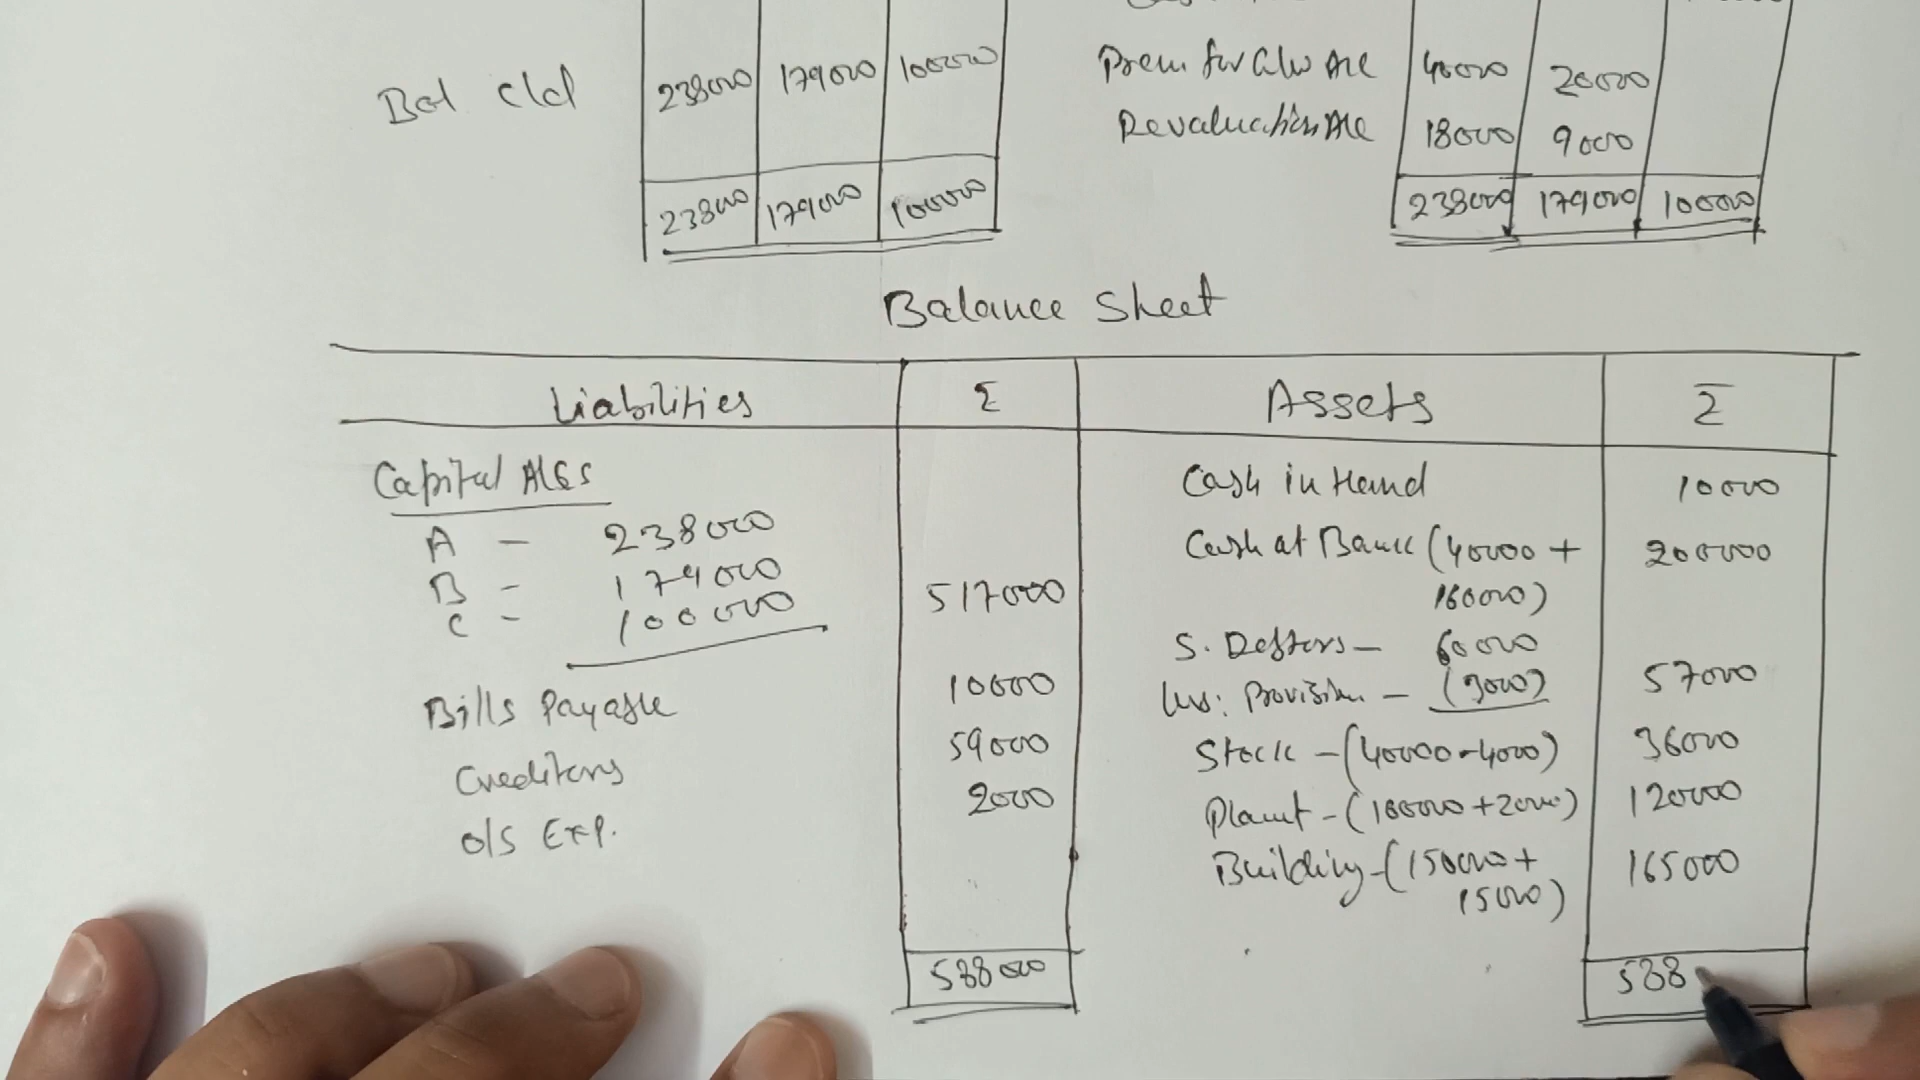 Bal c/d 238000 179000 100000
238000 179000 100000
Prem for G/w A/c 40000 20000
Revaluation A/c 18000 9000
238000 179000 100000
Balance Sheet
Liabilities ₹ Assets ₹
Capital A/Cs
A - 238000
B - 179000
C - 100000
517000
Bills Payable 10000
Creditors 59000
O/S Exp. 2000
588000
Cash in Hand 10000
Cash at Bank (40000 + 200000
160000)
S. Debtors - 60000
Less: Provision - (3000) 57000
Stock - (40000-4000) 36000
Plant - (100000+20000) 120000
Building - (150000 + 165000
15000)
588